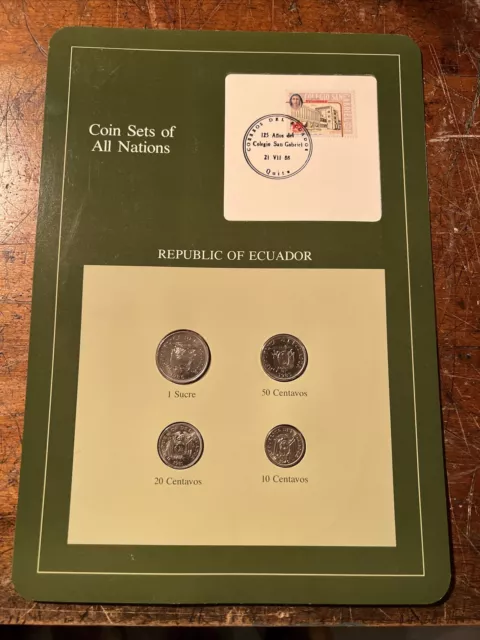 Coin Sets of
All Nations
CORREOS DEL ECUADOR
125 Años del
Colegio San Gabriel
21 VII 88
Quito
REPUBLIC OF ECUADOR
1 Sucre
50 Centavos
20 Centavos
10 Centavos